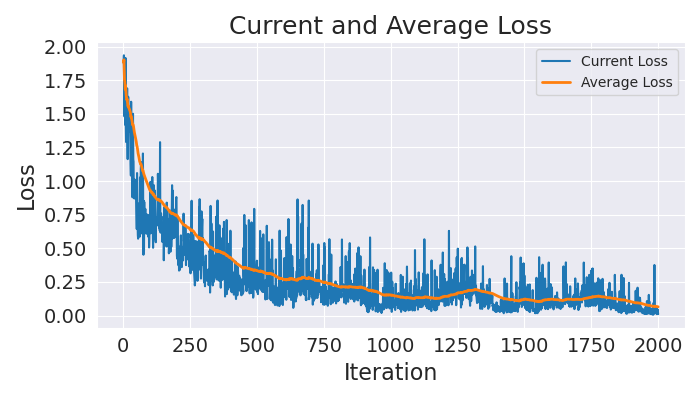 Current and Average Loss
Current Loss
Average Loss
2.00
1.75
1.50
1.25
1.00
0.75
0.50
0.25
0.00
Loss
0 250 500 750 1000 1250 1500 1750 2000
Iteration